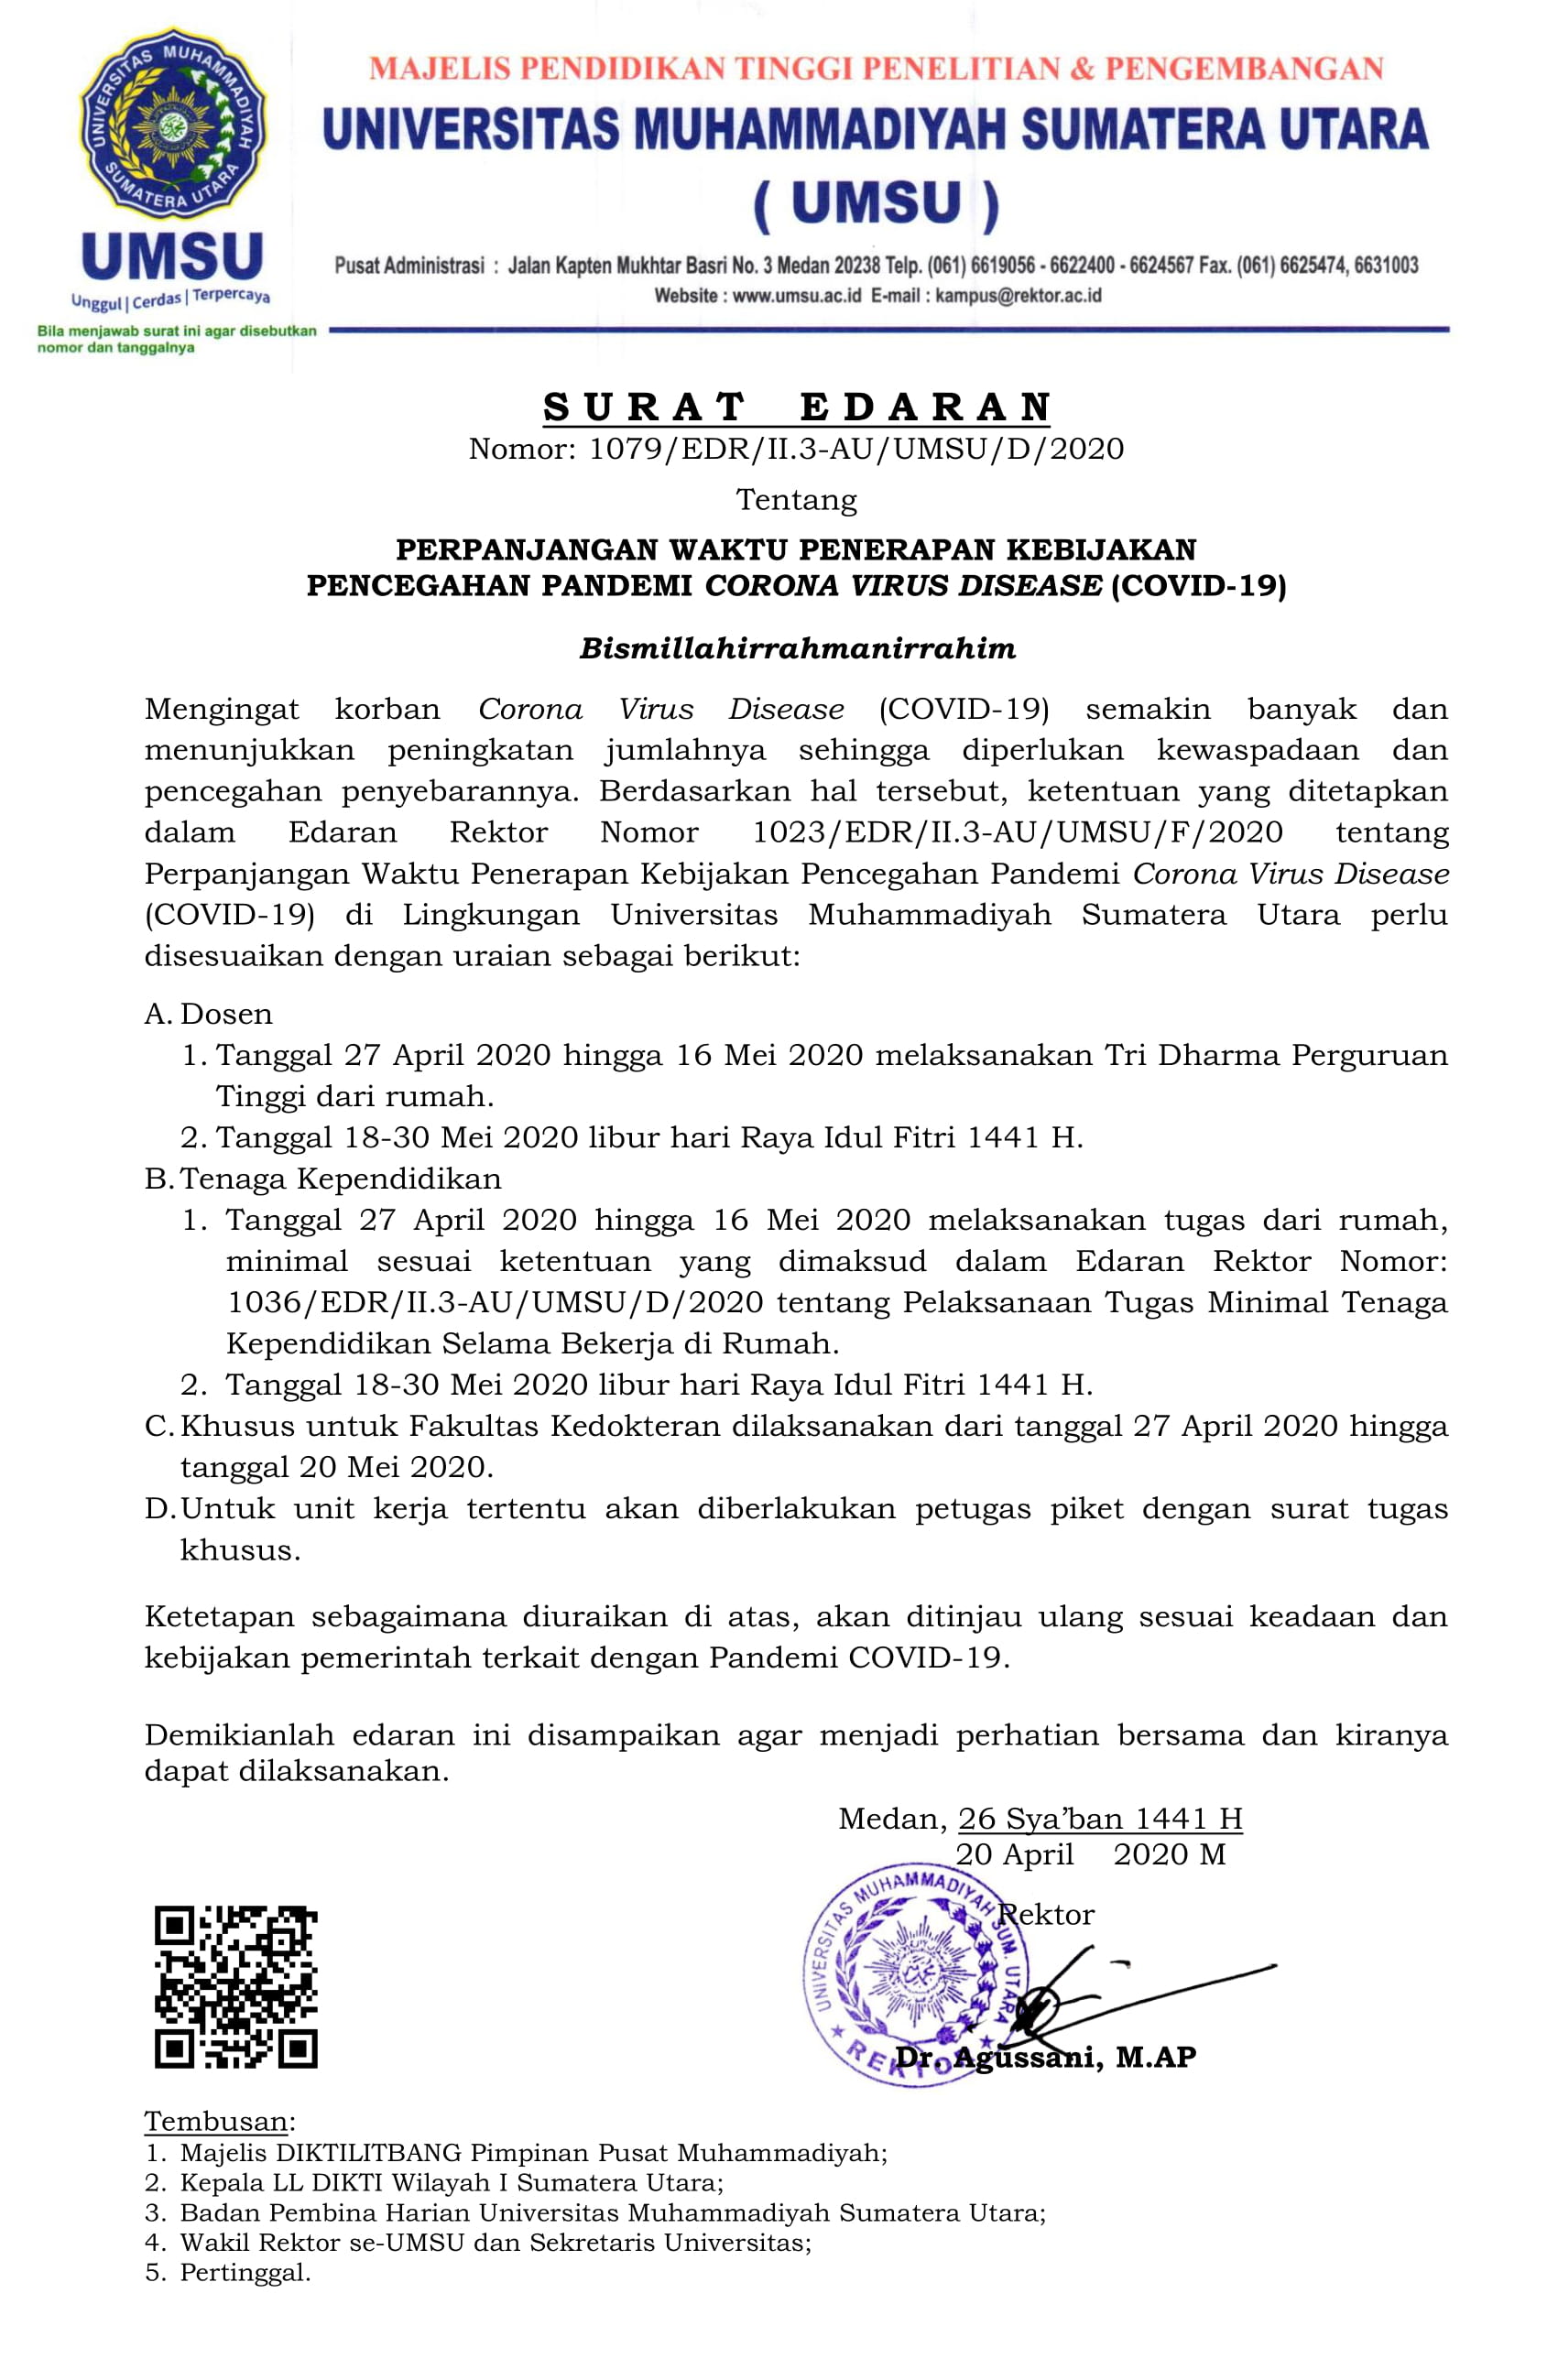 UNIVERSITAS MUHAMMADIYAH
SUMATERA UTARA
UMSU
Unggul | Cerdas | Terpercaya
Bila menjawab surat ini agar disebutkan
nomor dan tanggalnya
MAJELIS PENDIDIKAN TINGGI PENELITIAN & PENGEMBANGAN
UNIVERSITAS MUHAMMADIYAH SUMATERA UTARA
( UMSU )
Pusat Administrasi : Jalan Kapten Mukhtar Basri No. 3 Medan 20238 Telp. (061) 6619056 - 6622400 - 6624567 Fax. (061) 6625474, 6631003
Website : www.umsu.ac.id E-mail : kampus@rektor.ac.id
S U R A T E D A R A N
Nomor: 1079/EDR/II.3-AU/UMSU/D/2020
Tentang
PERPANJANGAN WAKTU PENERAPAN KEBIJAKAN
PENCEGAHAN PANDEMI CORONA VIRUS DISEASE (COVID-19)
Bismillahirrahmanirrahim
Mengingat korban Corona Virus Disease (COVID-19) semakin banyak dan
menunjukkan peningkatan jumlahnya sehingga diperlukan kewaspadaan dan
pencegahan penyebarannya. Berdasarkan hal tersebut, ketentuan yang ditetapkan
dalam Edaran Rektor Nomor 1023/EDR/II.3-AU/UMSU/F/2020 tentang
Perpanjangan Waktu Penerapan Kebijakan Pencegahan Pandemi Corona Virus Disease
(COVID-19) di Lingkungan Universitas Muhammadiyah Sumatera Utara perlu
disesuaikan dengan uraian sebagai berikut:
A. Dosen
1. Tanggal 27 April 2020 hingga 16 Mei 2020 melaksanakan Tri Dharma Perguruan
Tinggi dari rumah.
2. Tanggal 18-30 Mei 2020 libur hari Raya Idul Fitri 1441 H.
B. Tenaga Kependidikan
1. Tanggal 27 April 2020 hingga 16 Mei 2020 melaksanakan tugas dari rumah,
minimal sesuai ketentuan yang dimaksud dalam Edaran Rektor Nomor:
1036/EDR/II.3-AU/UMSU/D/2020 tentang Pelaksanaan Tugas Minimal Tenaga
Kependidikan Selama Bekerja di Rumah.
2. Tanggal 18-30 Mei 2020 libur hari Raya Idul Fitri 1441 H.
C. Khusus untuk Fakultas Kedokteran dilaksanakan dari tanggal 27 April 2020 hingga
tanggal 20 Mei 2020.
D. Untuk unit kerja tertentu akan diberlakukan petugas piket dengan surat tugas
khusus.
Ketetapan sebagaimana diuraikan di atas, akan ditinjau ulang sesuai keadaan dan
kebijakan pemerintah terkait dengan Pandemi COVID-19.
Demikianlah edaran ini disampaikan agar menjadi perhatian bersama dan kiranya
dapat dilaksanakan.
Medan, 26 Sya’ban 1441 H
20 April 2020 M
Rektor
UNIVERSITAS MUHAMMADIYAH SUM. UTARA
REKTOR
Dr. Agussani, M.AP
Tembusan:
1. Majelis DIKTILITBANG Pimpinan Pusat Muhammadiyah;
2. Kepala LL DIKTI Wilayah I Sumatera Utara;
3. Badan Pembina Harian Universitas Muhammadiyah Sumatera Utara;
4. Wakil Rektor se-UMSU dan Sekretaris Universitas;
5. Pertinggal.